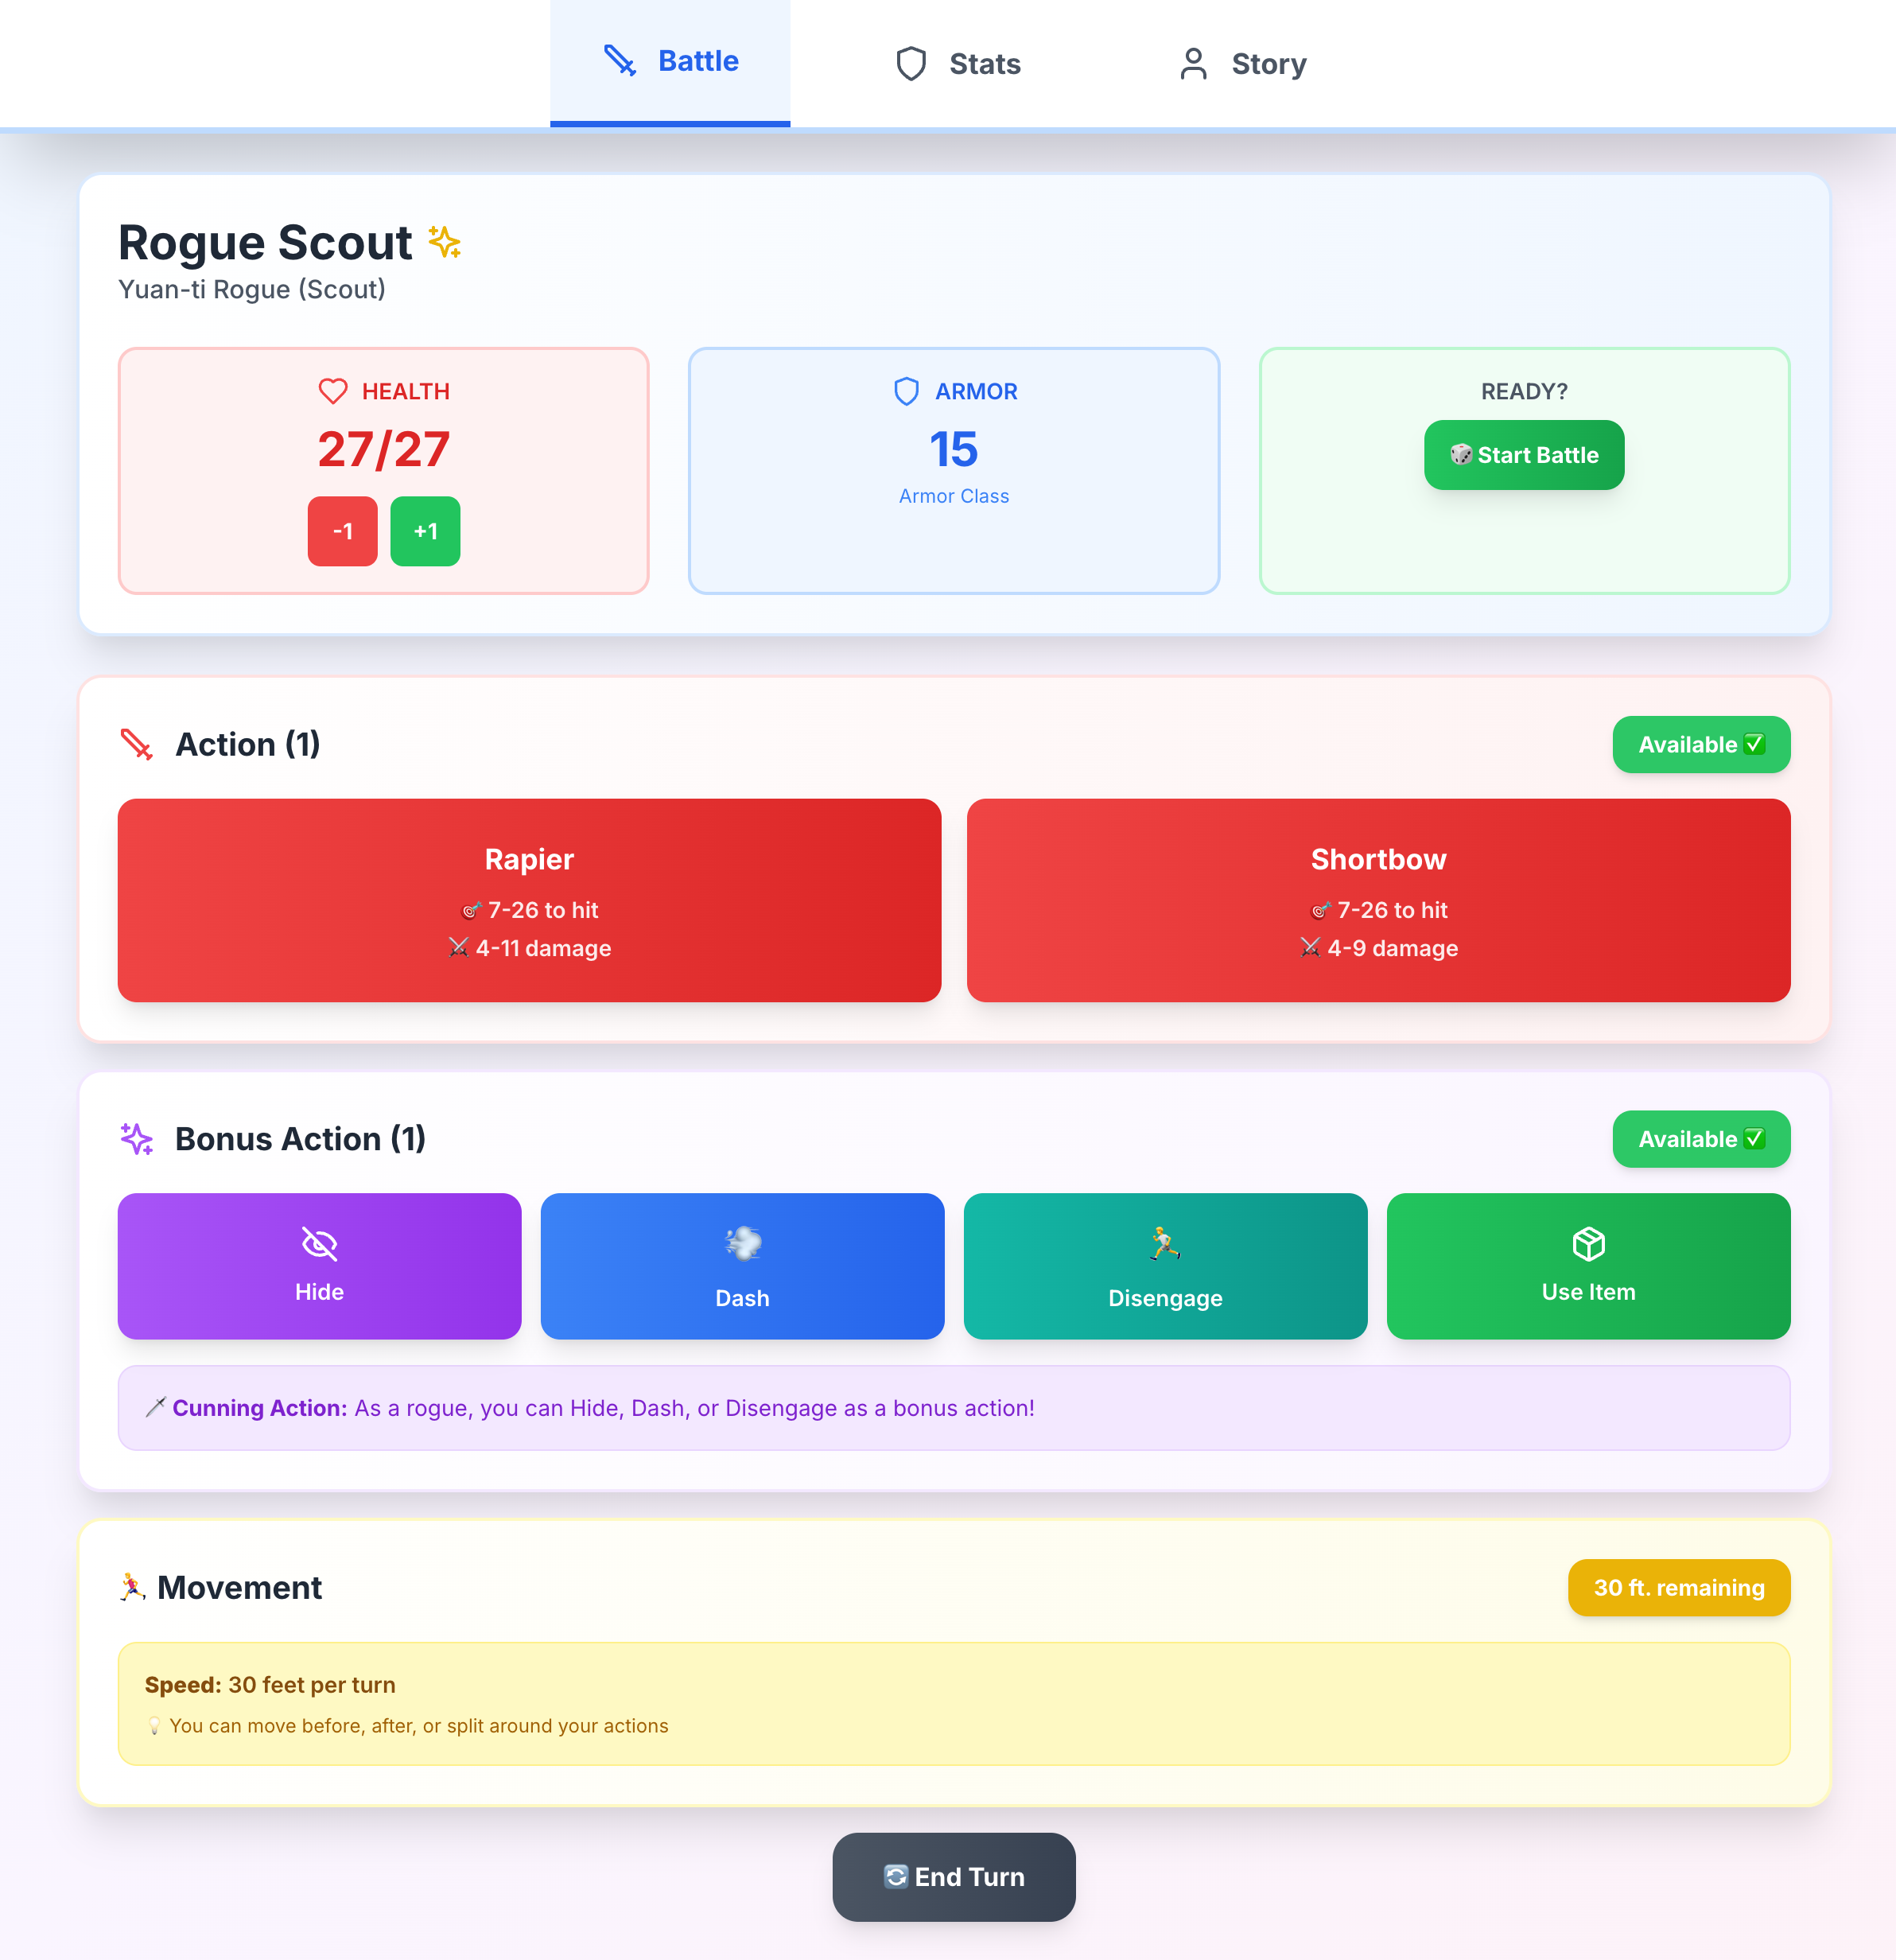 Battle
Stats
Story
Rogue Scout
Yuan-ti Rogue (Scout)
HEALTH
27/27
-1
+1
ARMOR
15
Armor Class
READY?
🎲 Start Battle
Action (1)
Available ✅
Rapier
🎯 7-26 to hit
⚔️ 4-11 damage
Shortbow
🎯 7-26 to hit
⚔️ 4-9 damage
Bonus Action (1)
Available ✅
Hide
💨
Dash
🏃
Disengage
Use Item
🗡️ Cunning Action: As a rogue, you can Hide, Dash, or Disengage as a bonus action!
🏃‍♀️ Movement
30 ft. remaining
Speed: 30 feet per turn
💡 You can move before, after, or split around your actions
🔄 End Turn